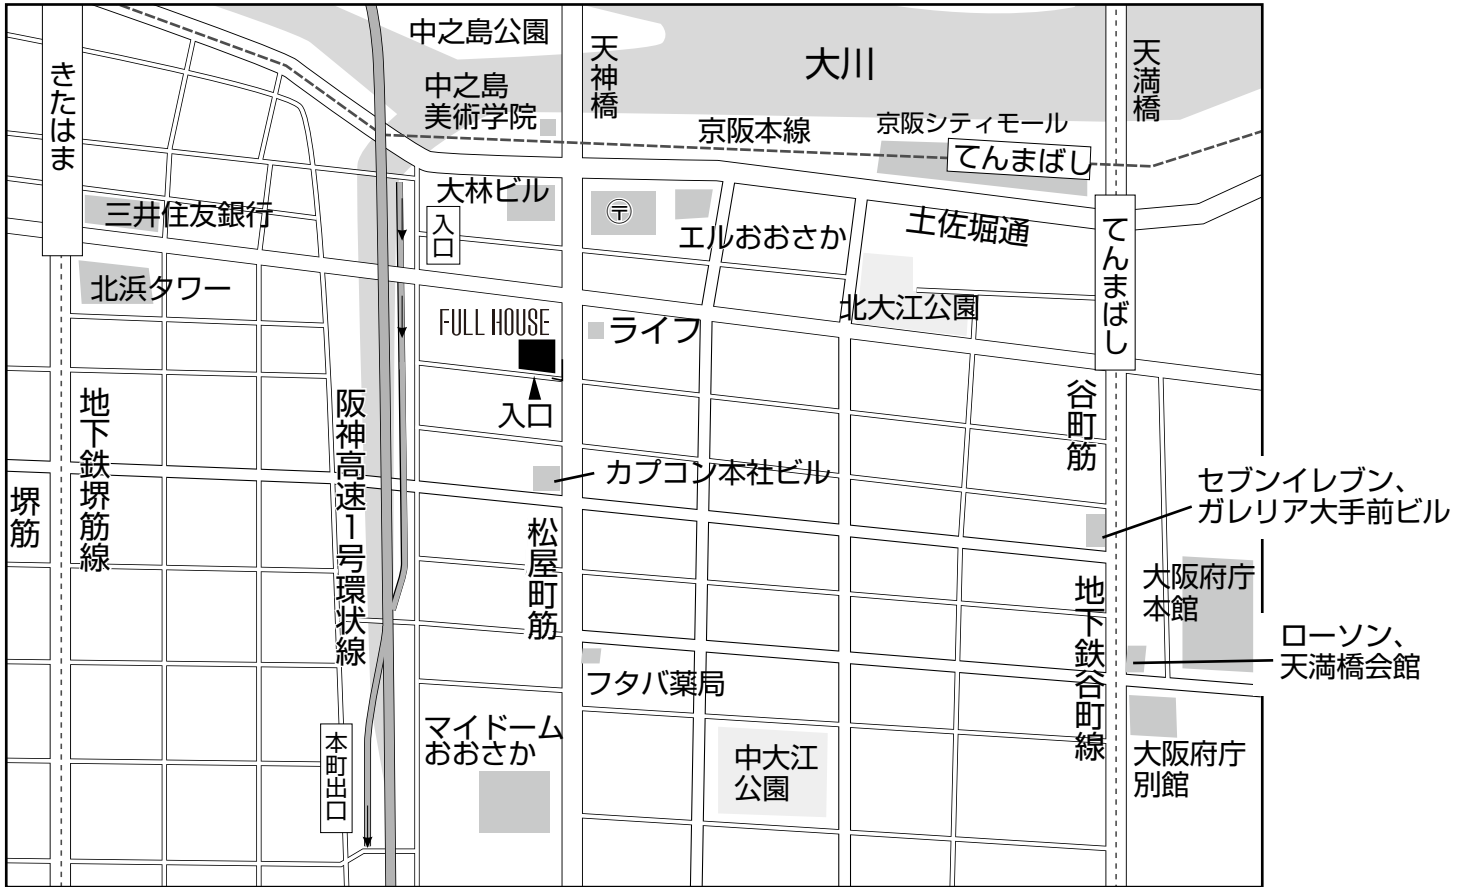 中之島公園
天神橋
大川
天満橋
きたはま
中之島
美術学院
京阪本線
京阪シティモール
てんまばし
大林ビル
〒
三井住友銀行
入口
エルおおさか
土佐堀通
てんまばし
北浜タワー
FULL HOUSE
ライフ
北大江公園
入口
地下鉄堺筋線
阪神高速1号環状線
谷町筋
カプコン本社ビル
セブンイレブン、
ガレリア大手前ビル
堺筋
松屋町筋
大阪府庁
本館
地下鉄谷町線
ローソン、
天満橋会館
フタバ薬局
マイドーム
おおさか
本町出口
中大江
公園
大阪府庁
別館